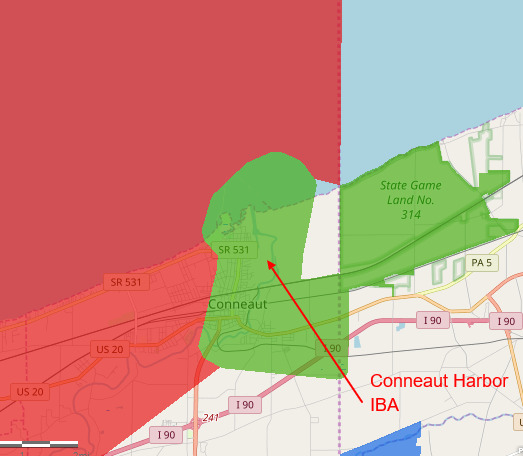 State Game
Land No.
314
SR 531
PA 5
SR 531
Conneaut
I 90
I 90
US 20
I 90
Conneaut Harbor
IBA
US 20
I 90
241
I 90